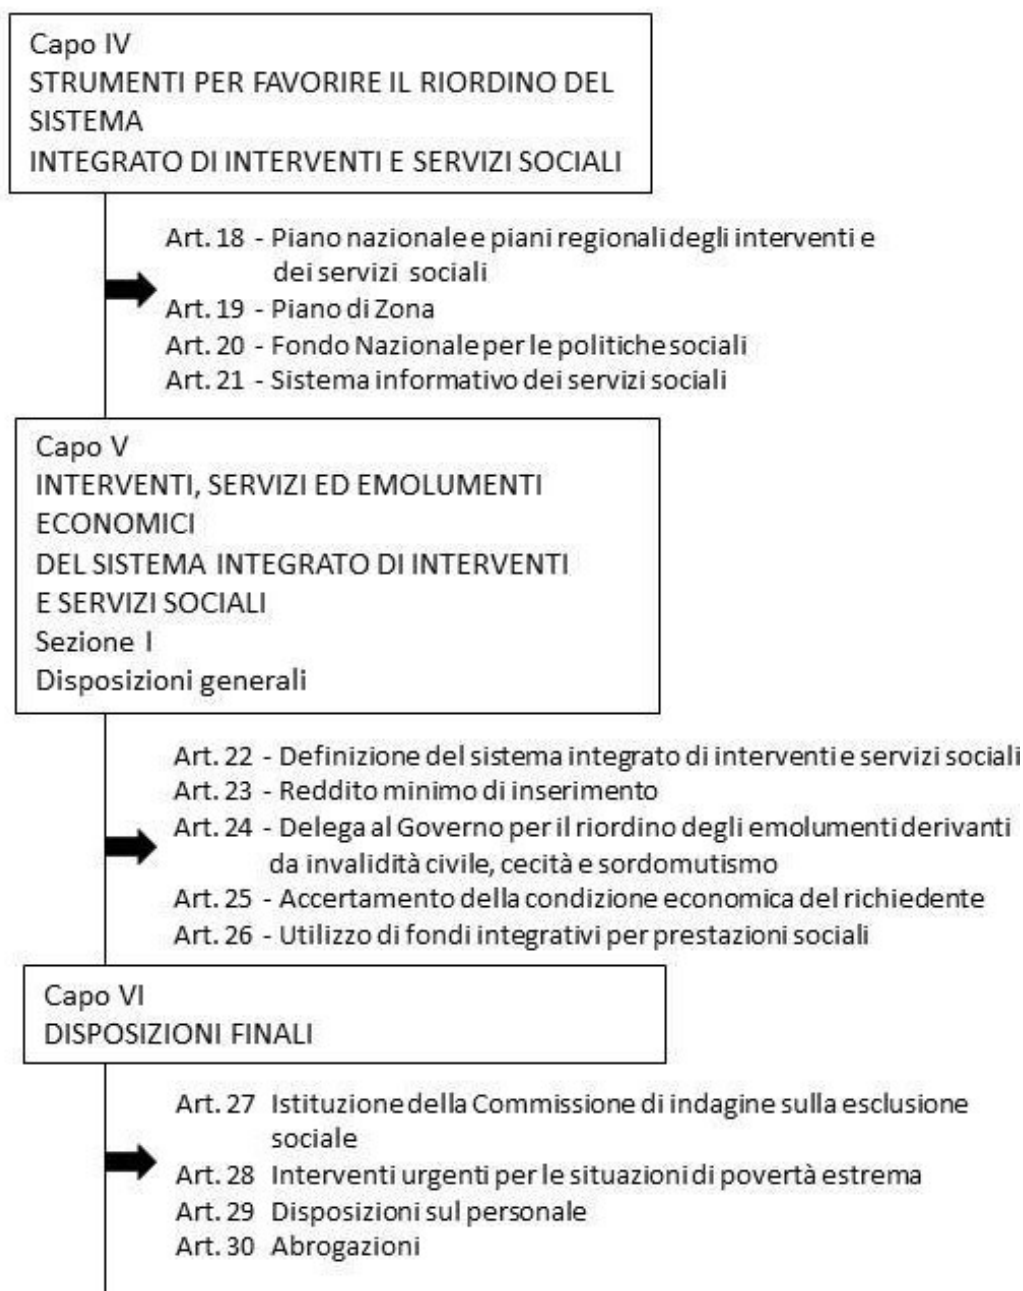 Capo IV
STRUMENTI PER FAVORIRE IL RIORDINO DEL
SISTEMA
INTEGRATO DI INTERVENTI E SERVIZI SOCIALI
Art. 18 - Piano nazionale e piani regionali degli interventi e
dei servizi sociali
Art. 19 - Piano di Zona
Art. 20 - Fondo Nazionale per le politiche sociali
Art. 21 - Sistema informativo dei servizi sociali
Capo V
INTERVENTI, SERVIZI ED EMOLUMENTI
ECONOMICI
DEL SISTEMA INTEGRATO DI INTERVENTI
E SERVIZI SOCIALI
Sezione I
Disposizioni generali
Art. 22 - Definizione del sistema integrato di interventi e servizi sociali
Art. 23 - Reddito minimo di inserimento
Art. 24 - Delega al Governo per il riordino degli emolumenti derivanti
da invalidità civile, cecità e sordomutismo
Art. 25 - Accertamento della condizione economica del richiedente
Art. 26 - Utilizzo di fondi integrativi per prestazioni sociali
Capo VI
DISPOSIZIONI FINALI
Art. 27 Istituzione della Commissione di indagine sulla esclusione
sociale
Art. 28 Interventi urgenti per le situazioni di povertà estrema
Art. 29 Disposizioni sul personale
Art. 30 Abrogazioni